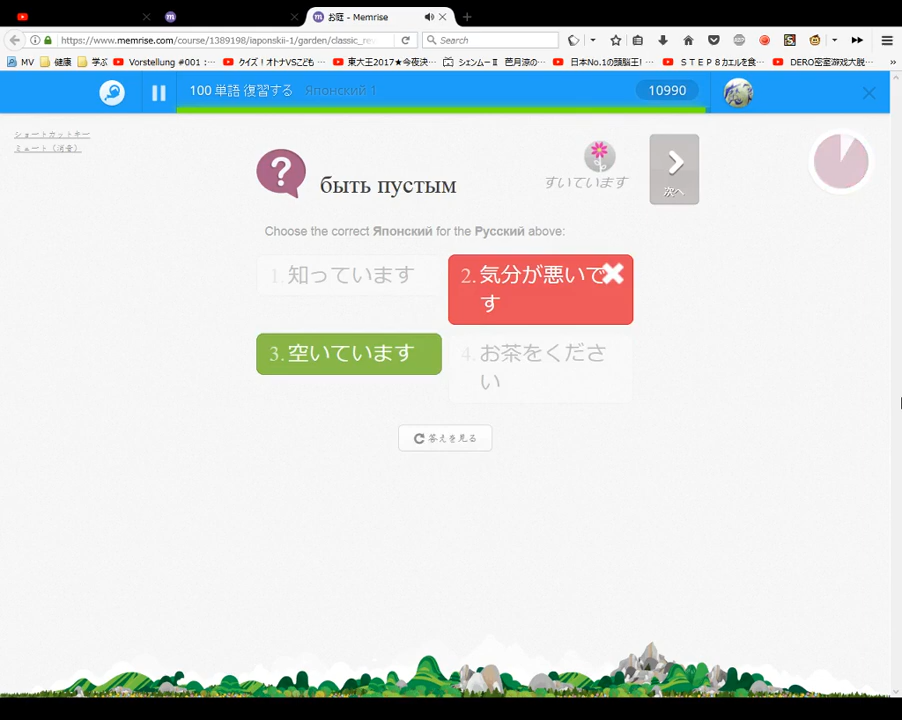 お庭 - Memrise
https://www.memrise.com/course/1389198/iaponskii-1/garden/classic_re
Search
MV 健康 学ぶ Vorstellung #001 : クイズ！オトナVSこども 東大王2017★今夜決… シェンムーⅡ 芭月涼の… 日本No.1の頭脳王! … ＳＴＥＰ８カエルを食… DERO密室游戏大脱…
100 単語 復習する Японский 1 10990
ショートカットキー
ミュート（消音）
быть пустым
すいています
次へ
Choose the correct Японский for the Русский above:
1. 知っています
2. 気分が悪いで
す
3. 空いています
4. お茶をくださ
い
答えを見る